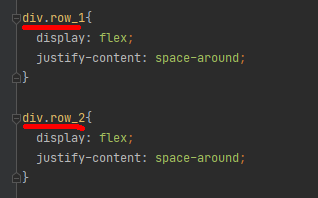 div.row_1{
display: flex;
justify-content: space-around;
}
div.row_2{
display: flex;
justify-content: space-around;
}